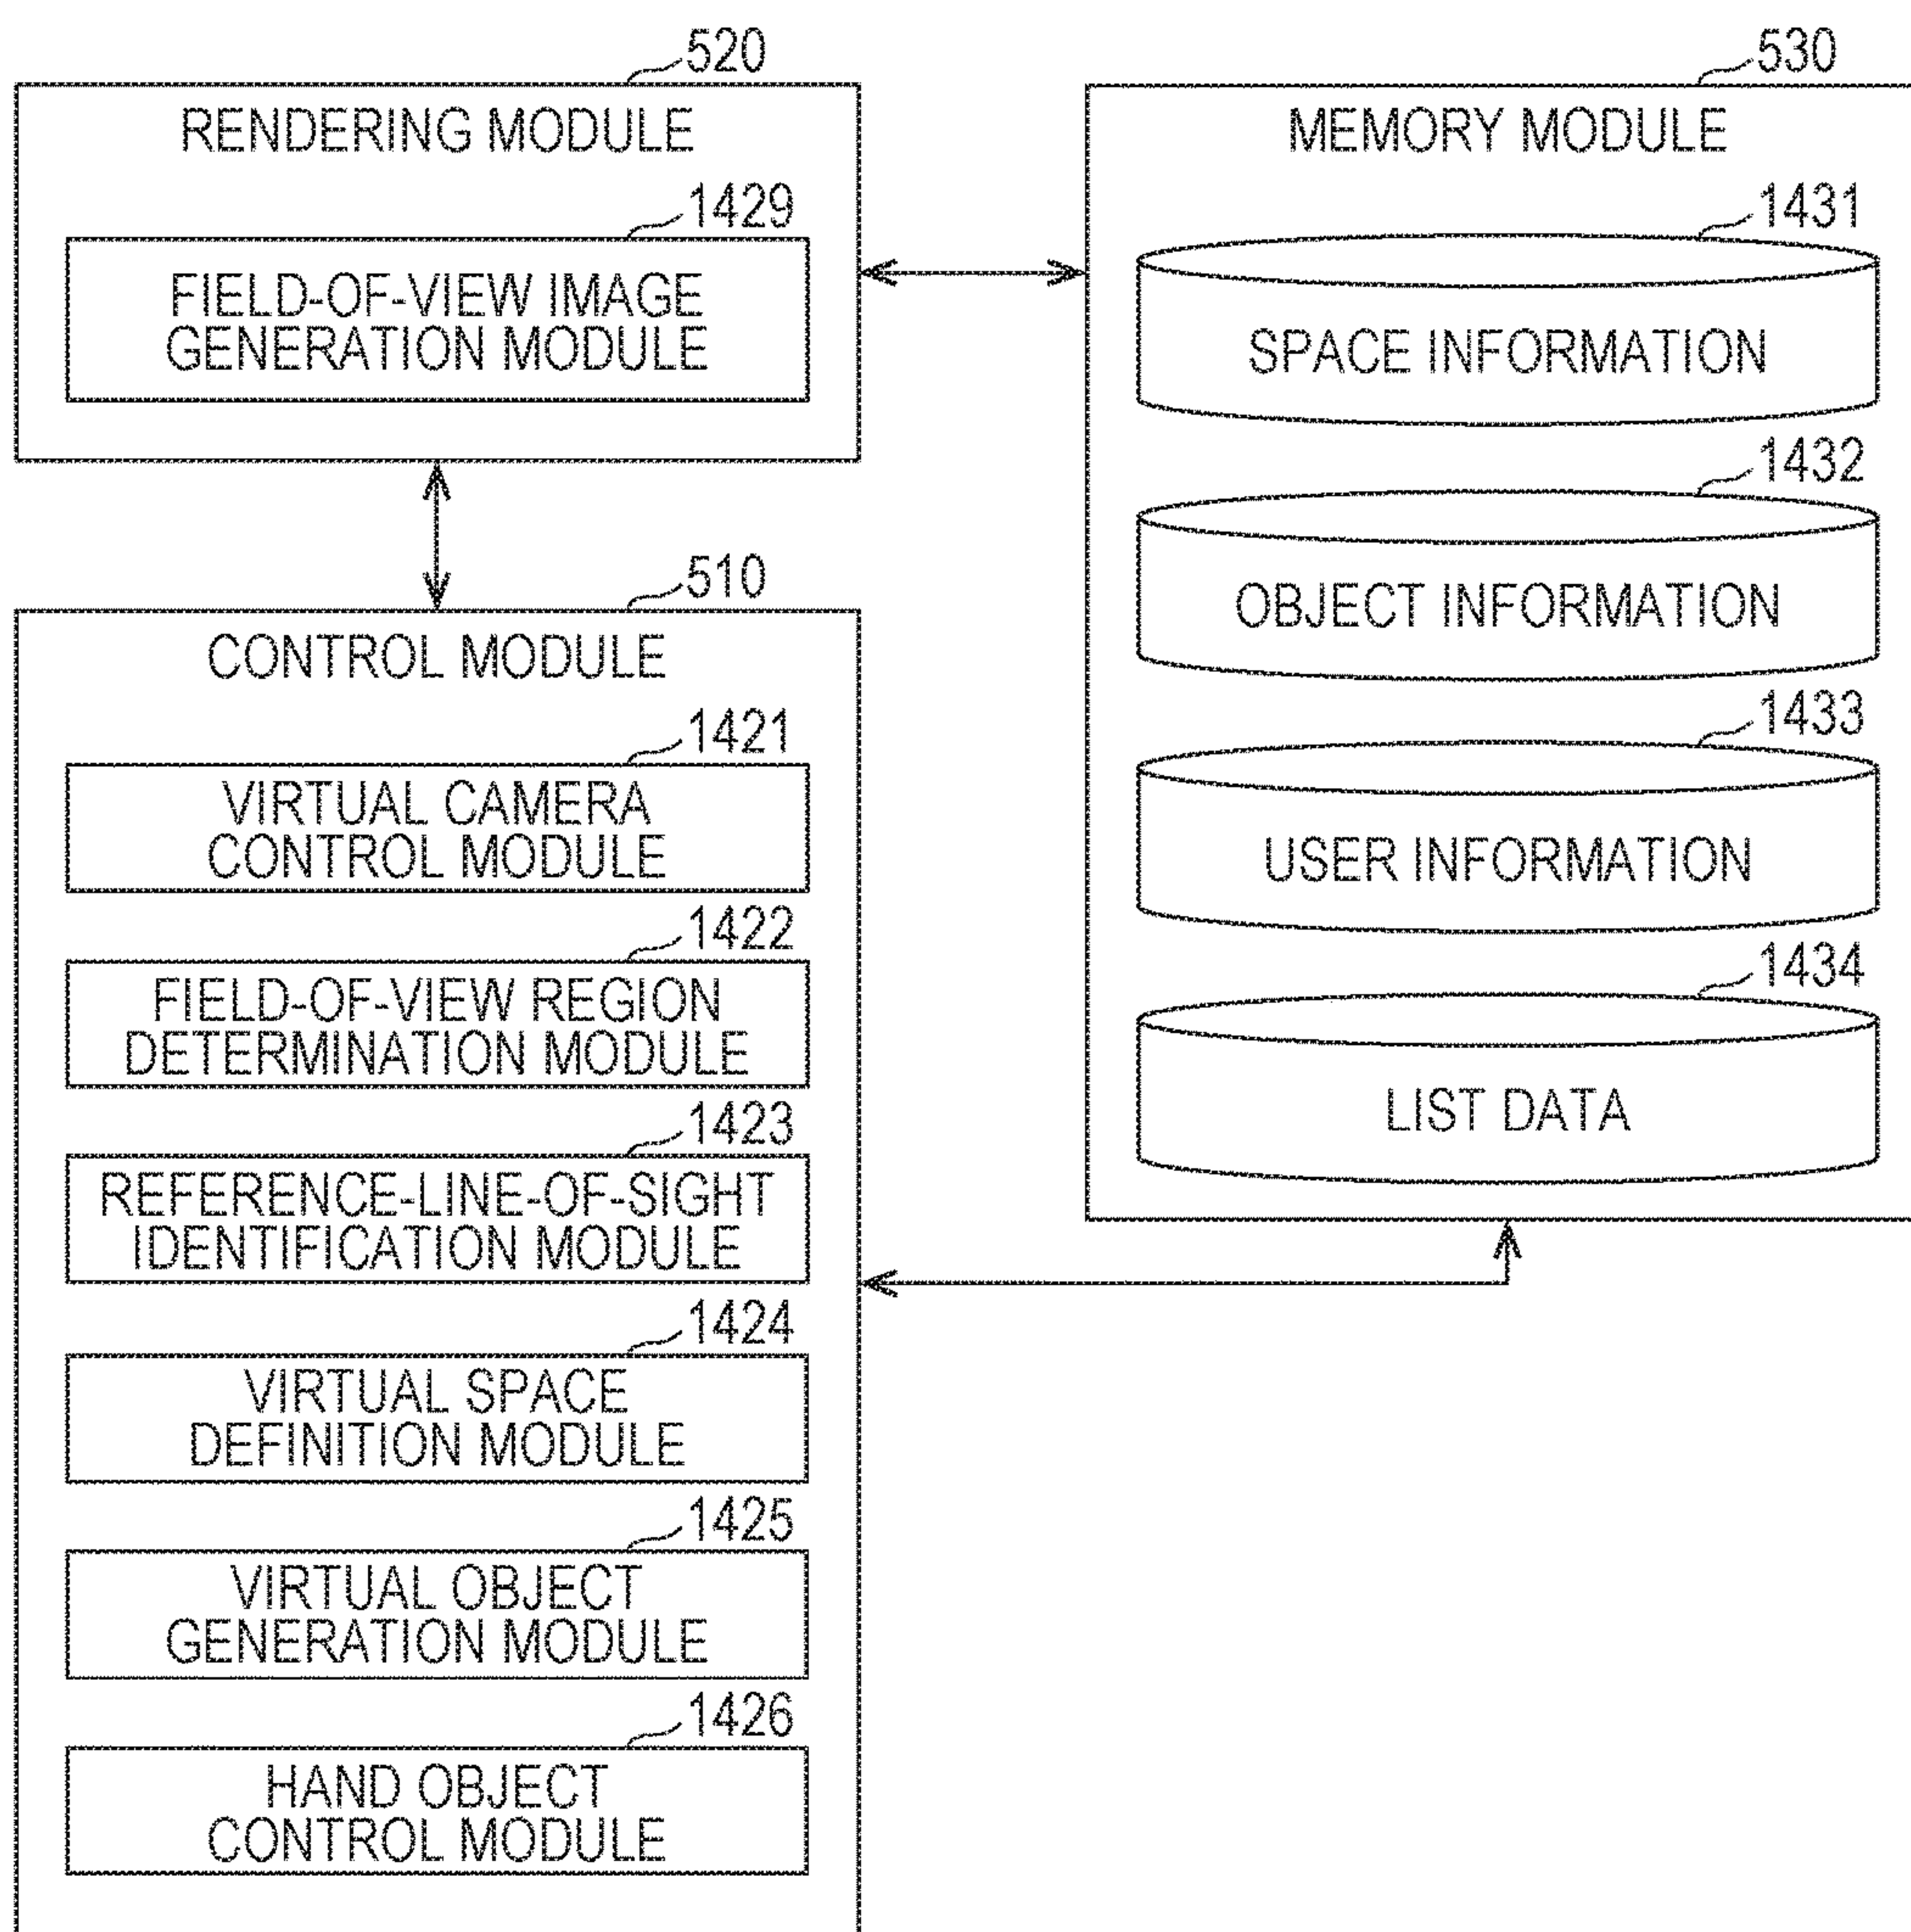 520
RENDERING MODULE
1429
FIELD-OF-VIEW IMAGE
GENERATION MODULE
510
CONTROL MODULE
1421
VIRTUAL CAMERA
CONTROL MODULE
1422
FIELD-OF-VIEW REGION
DETERMINATION MODULE
1423
REFERENCE-LINE-OF-SIGHT
IDENTIFICATION MODULE
1424
VIRTUAL SPACE
DEFINITION MODULE
1425
VIRTUAL OBJECT
GENERATION MODULE
1426
HAND OBJECT
CONTROL MODULE
530
MEMORY MODULE
1431
SPACE INFORMATION
1432
OBJECT INFORMATION
1433
USER INFORMATION
1434
LIST DATA